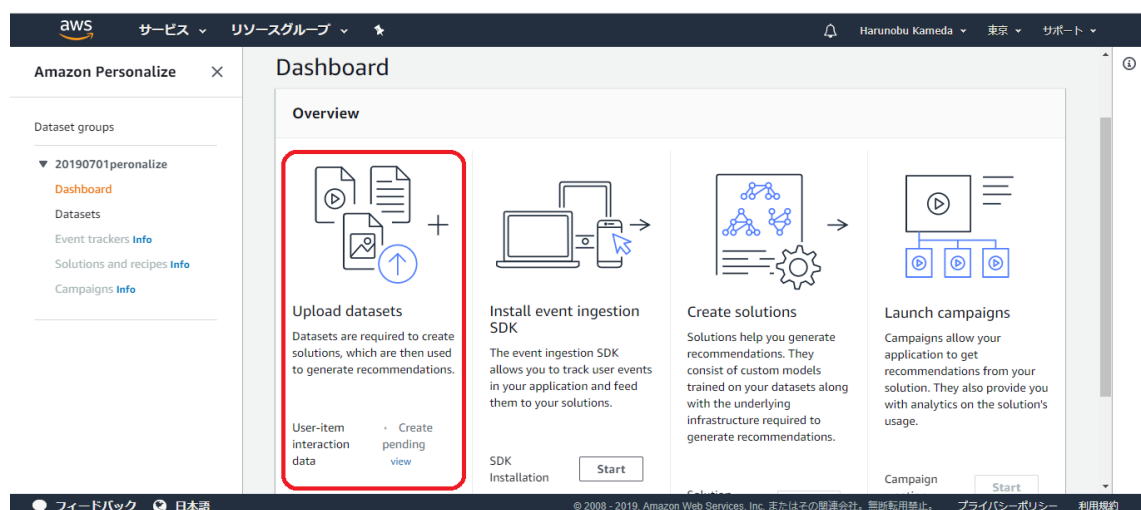 aws サービス リソースグループ Harunobu Kameda 東京 サポート
Amazon Personalize
Dataset groups
20190701peronalize
Dashboard
Datasets
Event trackers Info
Solutions and recipes Info
Campaigns Info
Dashboard
Overview
Upload datasets
Datasets are required to create
solutions, which are then used
to generate recommendations.
User-item
interaction
data
Create
pending
view
Install event ingestion
SDK
The event ingestion SDK
allows you to track user events
in your application and feed
them to your solutions.
SDK
Installation
Start
Create solutions
Solutions help you generate
recommendations. They
consist of custom models
trained on your datasets along
with the underlying
infrastructure required to
generate recommendations.
Launch campaigns
Campaigns allow your
application to get
recommendations from your
solution. They also provide you
with analytics on the solution's
usage.
Campaign
Start
フィードバック 日本語 © 2008 - 2019, Amazon Web Services, Inc. またはその関連会社。無断転用禁止。 プライバシーポリシー 利用規約